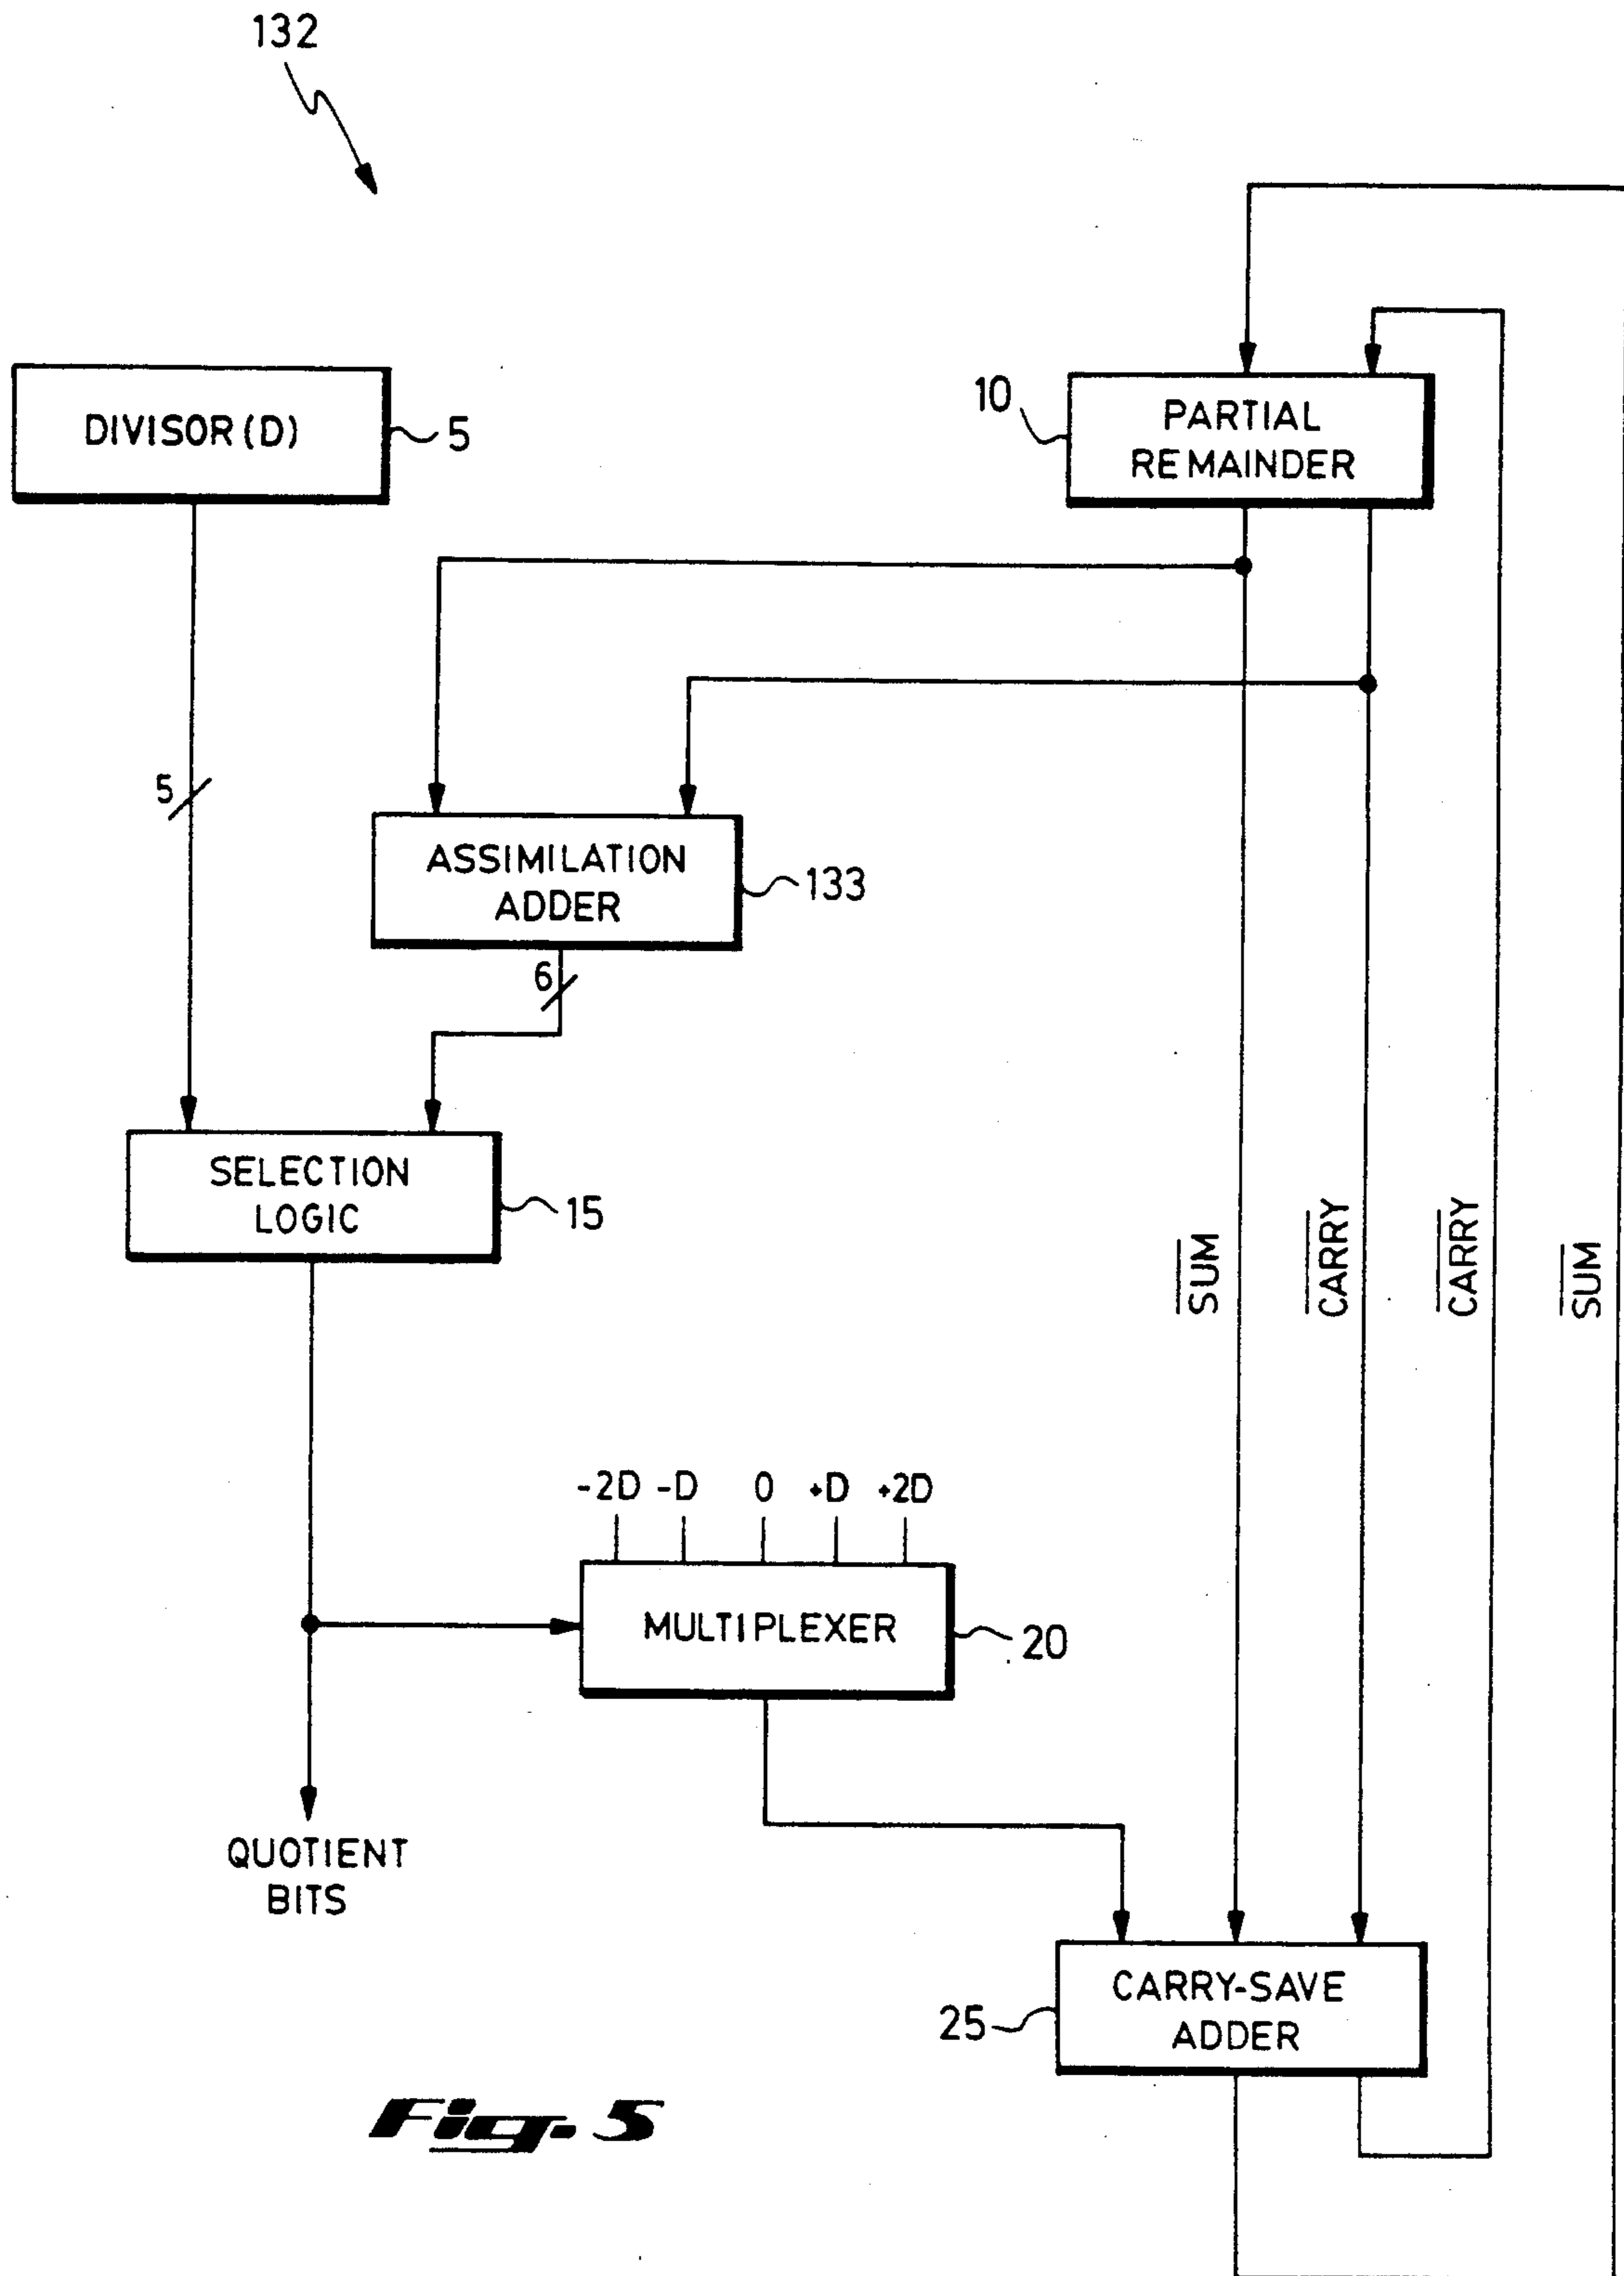 132
DIVISOR (D)
5
10
PARTIAL
REMAINDER
5
ASSIMILATION
ADDER
133
6
SELECTION
LOGIC
15
SUM
CARRY
CARRY
SUM
-2D -D 0 +D +2D
MULTIPLEXER
20
QUOTIENT
BITS
CARRY-SAVE
ADDER
25
Fig. 5